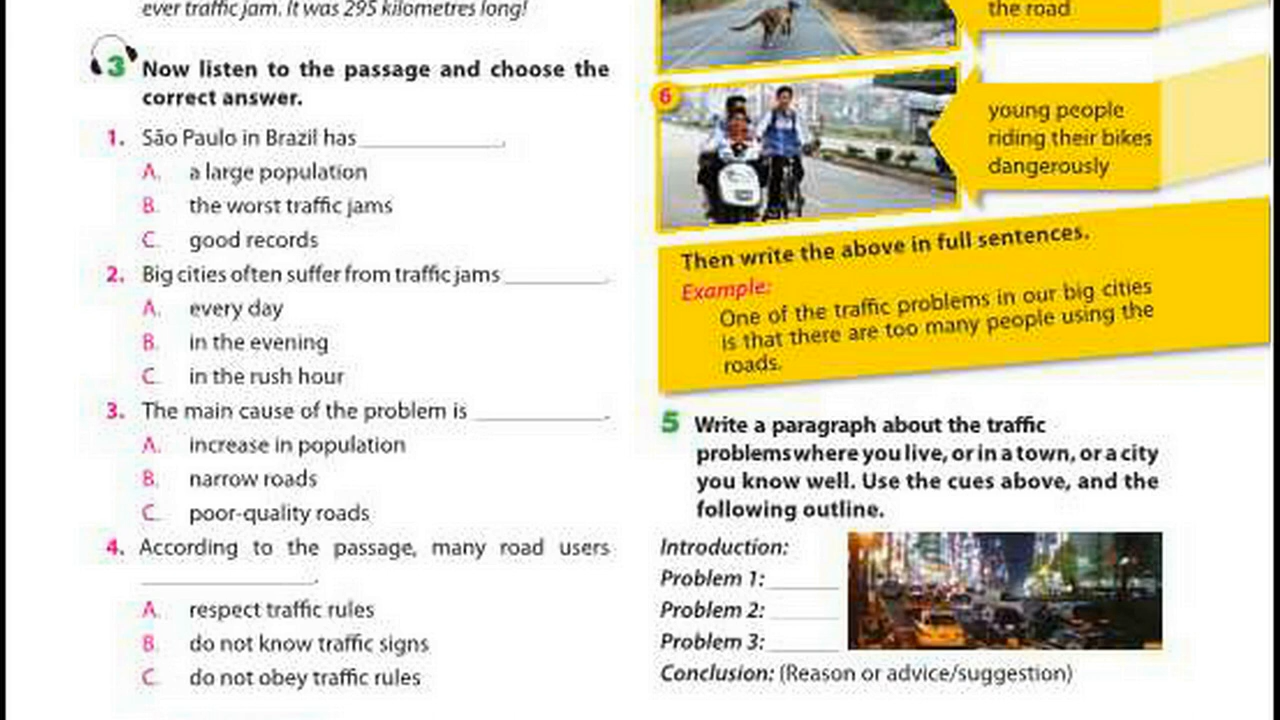 ever traffic jam. It was 295 kilometres long!
3 Now listen to the passage and choose the
correct answer.
1. São Paulo in Brazil has ____________.
A. a large population
B. the worst traffic jams
C. good records
2. Big cities often suffer from traffic jams ________.
A. every day
B. in the evening
C. in the rush hour
3. The main cause of the problem is ___________.
A. increase in population
B. narrow roads
C. poor-quality roads
4. According to the passage, many road users
______________.
A. respect traffic rules
B. do not know traffic signs
C. do not obey traffic rules
the road
6
young people
riding their bikes
dangerously
Then write the above in full sentences.
Example:
One of the traffic problems in our big cities
is that there are too many people using the
roads.
5 Write a paragraph about the traffic
problems where you live, or in a town, or a city
you know well. Use the cues above, and the
following outline.
Introduction:
Problem 1: ______
Problem 2: ______
Problem 3: ______
Conclusion: (Reason or advice/suggestion)